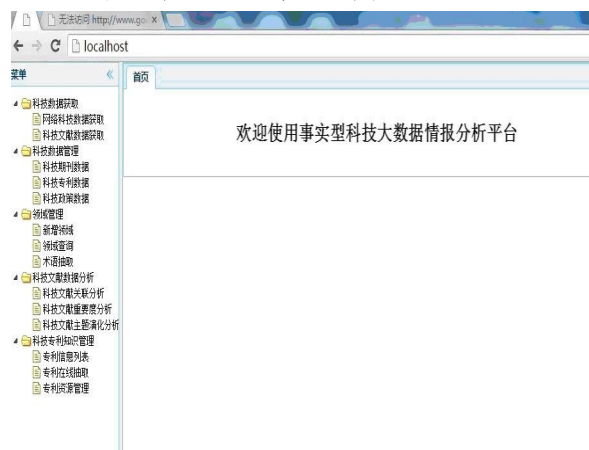 无法访问 http://www.go
localhost
菜单
首页
欢迎使用事实型科技大数据情报分析平台
科技数据获取
网络科技数据获取
科技文献数据获取
科技数据管理
科技期刊数据
科技专利数据
科技政策数据
领域管理
新增领域
领域查询
术语抽取
科技文献数据分析
科技文献关联分析
科技文献重要度分析
科技文献主题演化分析
科技专利知识管理
专利信息列表
专利在线抽取
专利资源管理